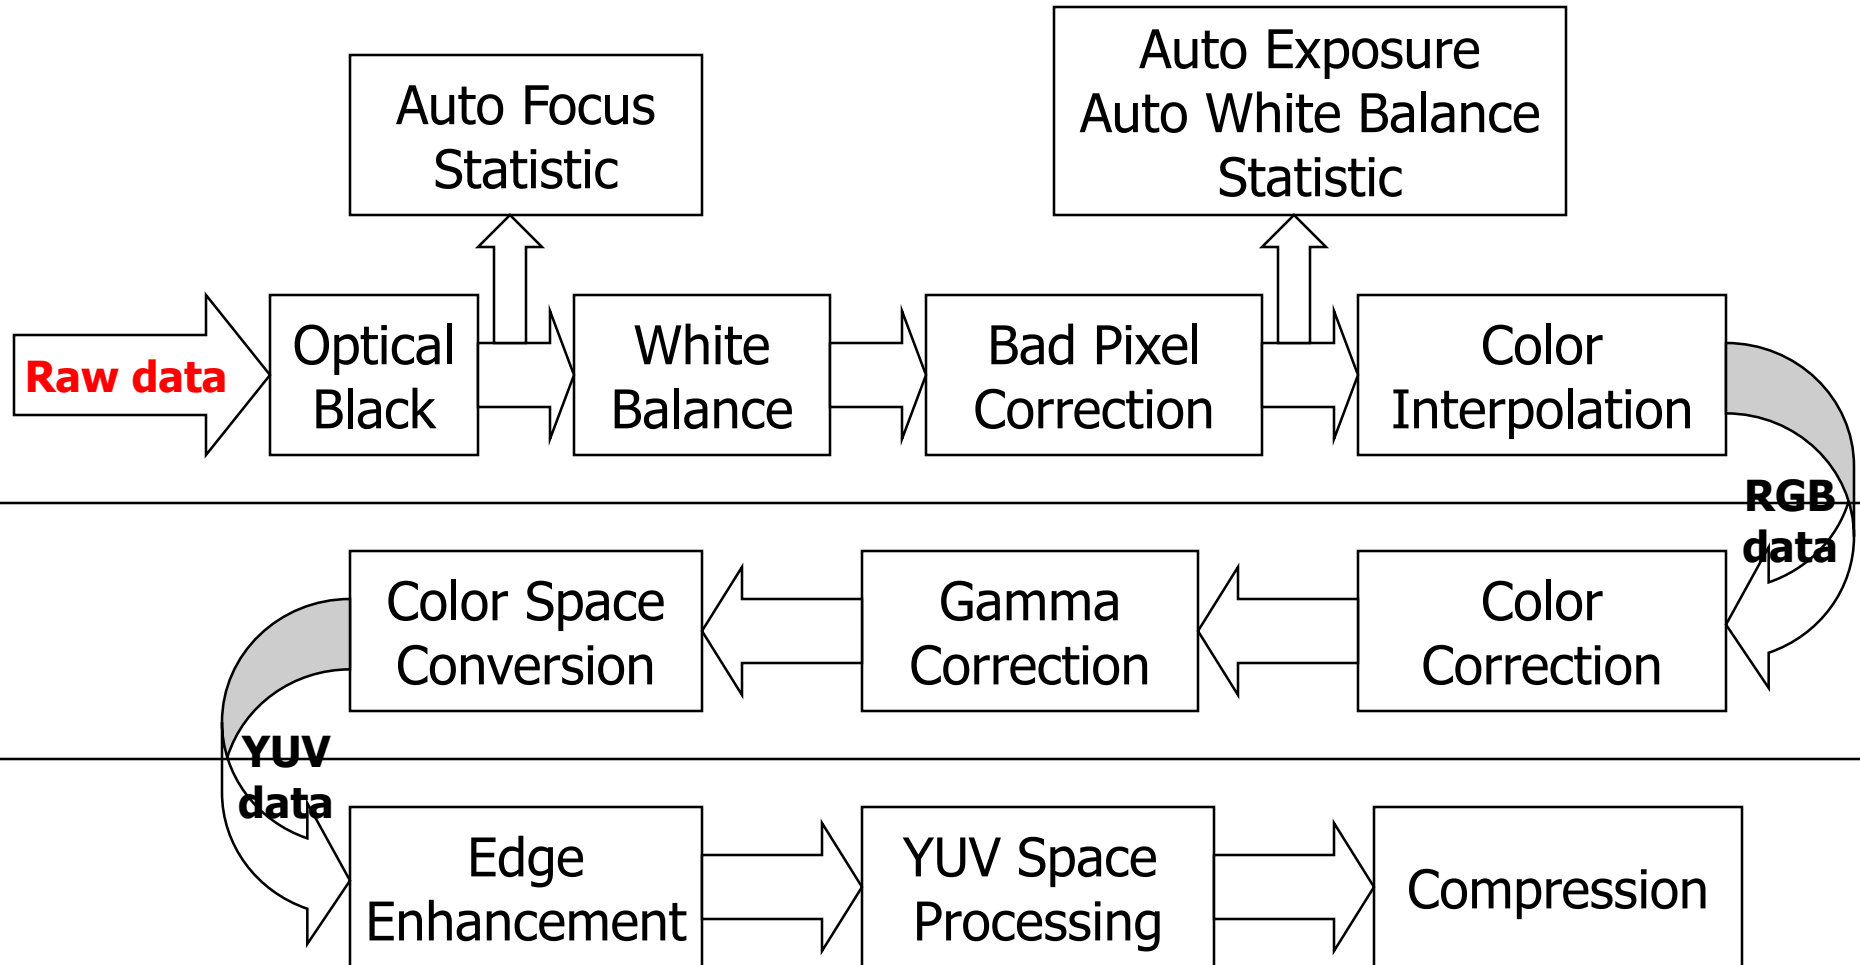 Auto Focus
Statistic
Auto Exposure
Auto White Balance
Statistic
Raw data
Optical
Black
White
Balance
Bad Pixel
Correction
Color
Interpolation
RGB
data
Color Space
Conversion
Gamma
Correction
Color
Correction
YUV
data
Edge
Enhancement
YUV Space
Processing
Compression